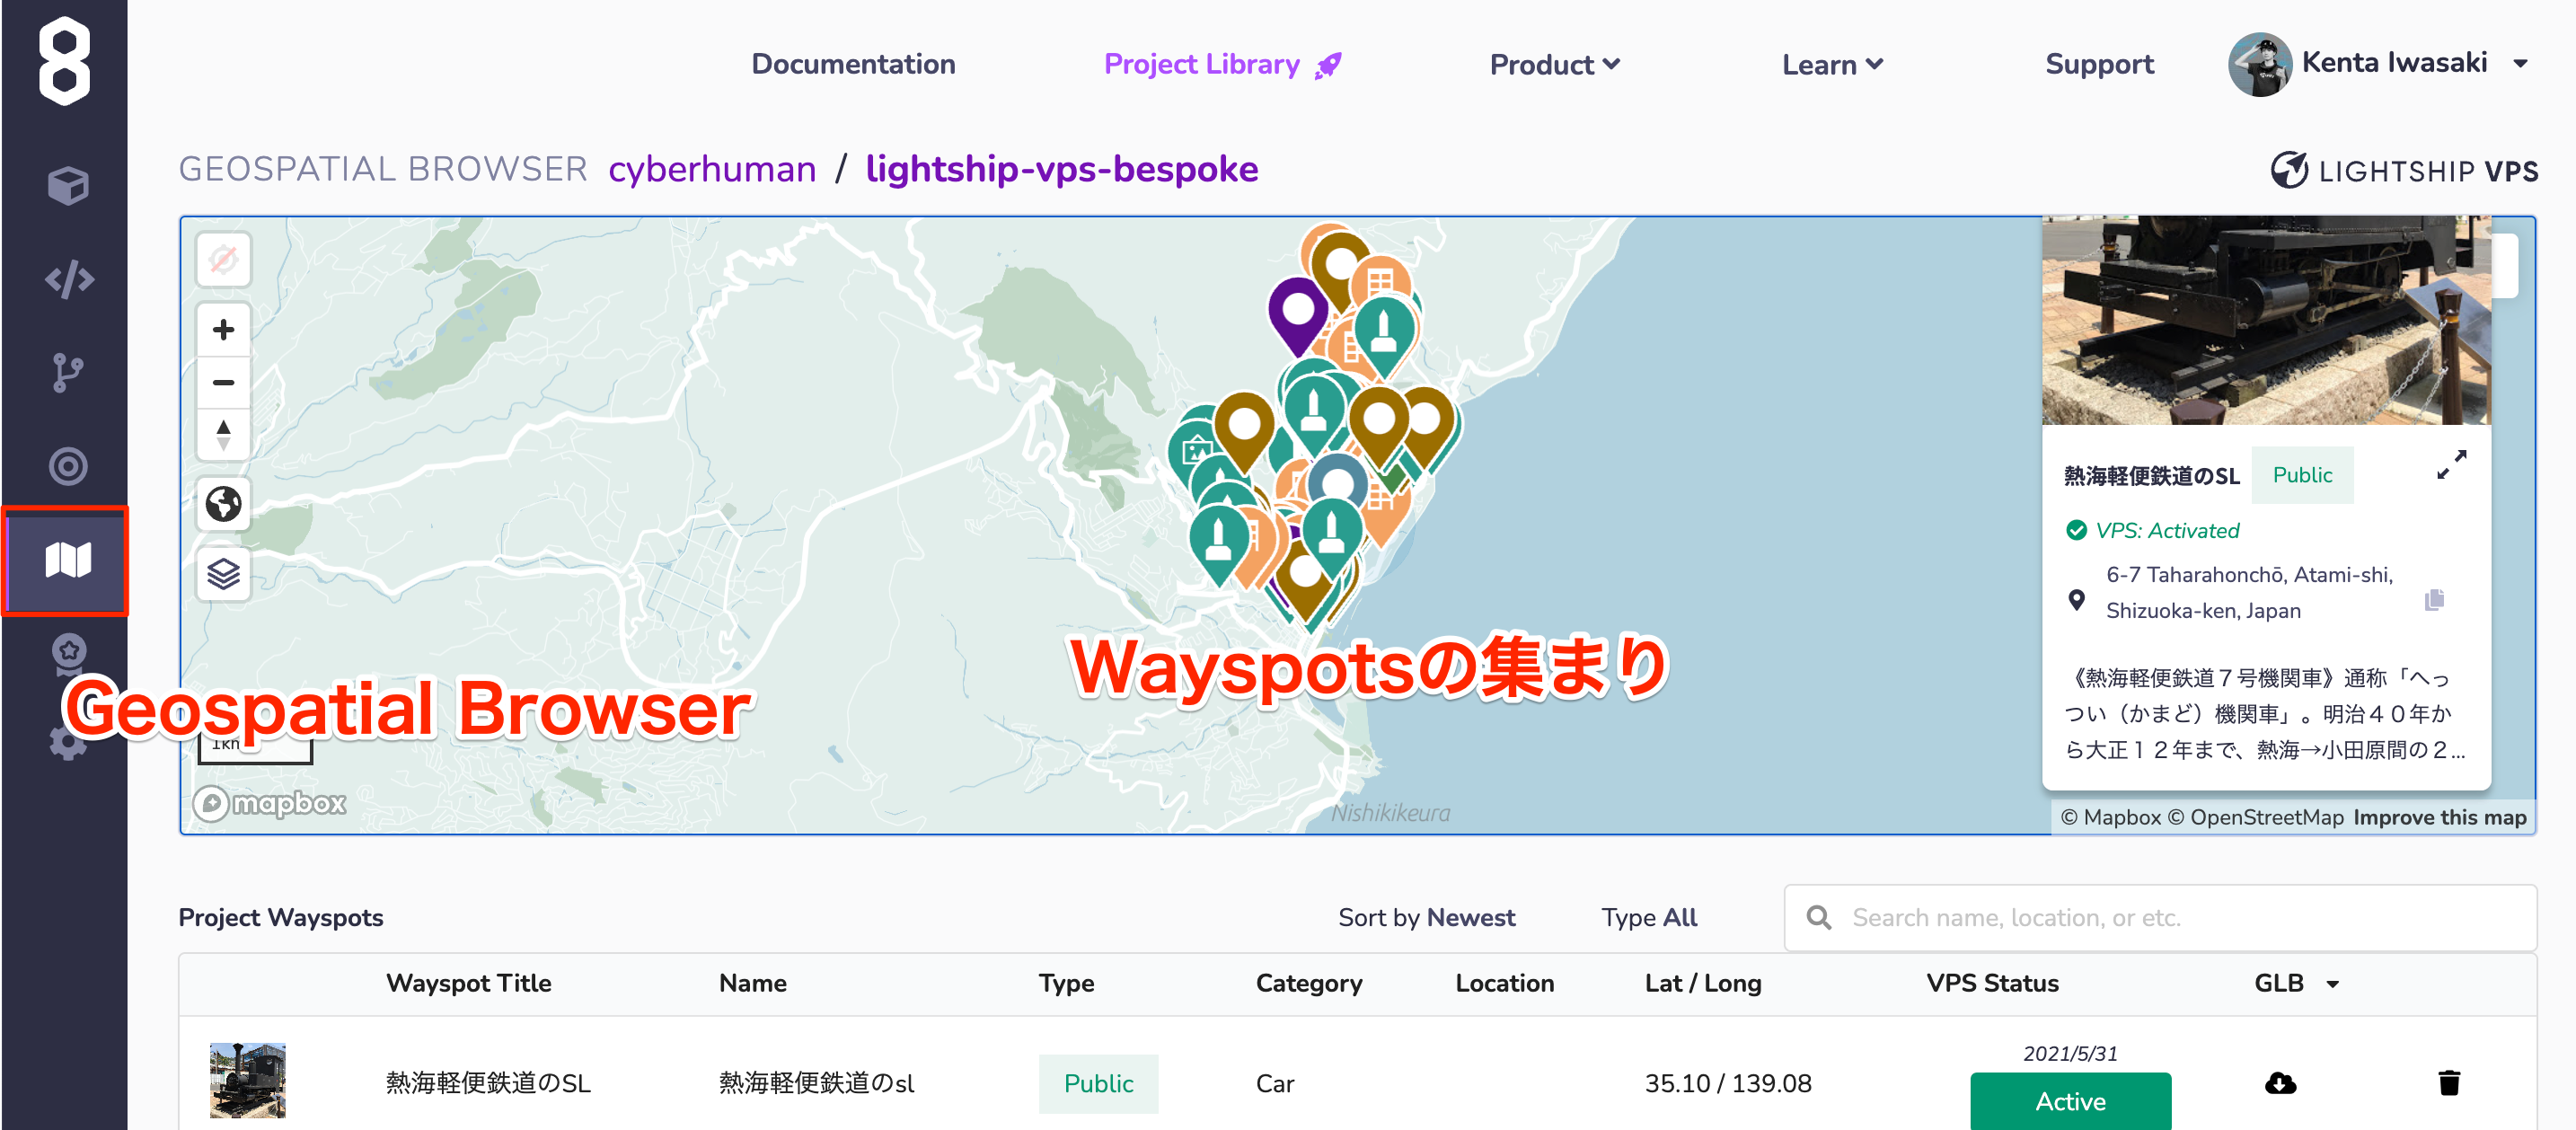 Documentation
Project Library
Product
Learn
Support
Kenta Iwasaki
GEOSPATIAL BROWSER cyberhuman / lightship-vps-bespoke
LIGHTSHIP VPS
熱海軽便鉄道のSL
Public
VPS: Activated
6-7 Taharahonchō, Atami-shi,
Shizuoka-ken, Japan
《熱海軽便鉄道７号機関車》通称「へっ
つい（かまど）機関車」。明治４０年か
ら大正１２年まで、熱海→小田原間の２...
Wayspotsの集まり
Geospatial Browser
1km
mapbox
Nishikikeura
© Mapbox © OpenStreetMap Improve this map
Project Wayspots
Sort by Newest
Type All
Search name, location, or etc.
Wayspot Title
Name
Type
Category
Location
Lat / Long
VPS Status
GLB
熱海軽便鉄道のSL
熱海軽便鉄道のsl
Public
Car
35.10 / 139.08
2021/5/31
Active